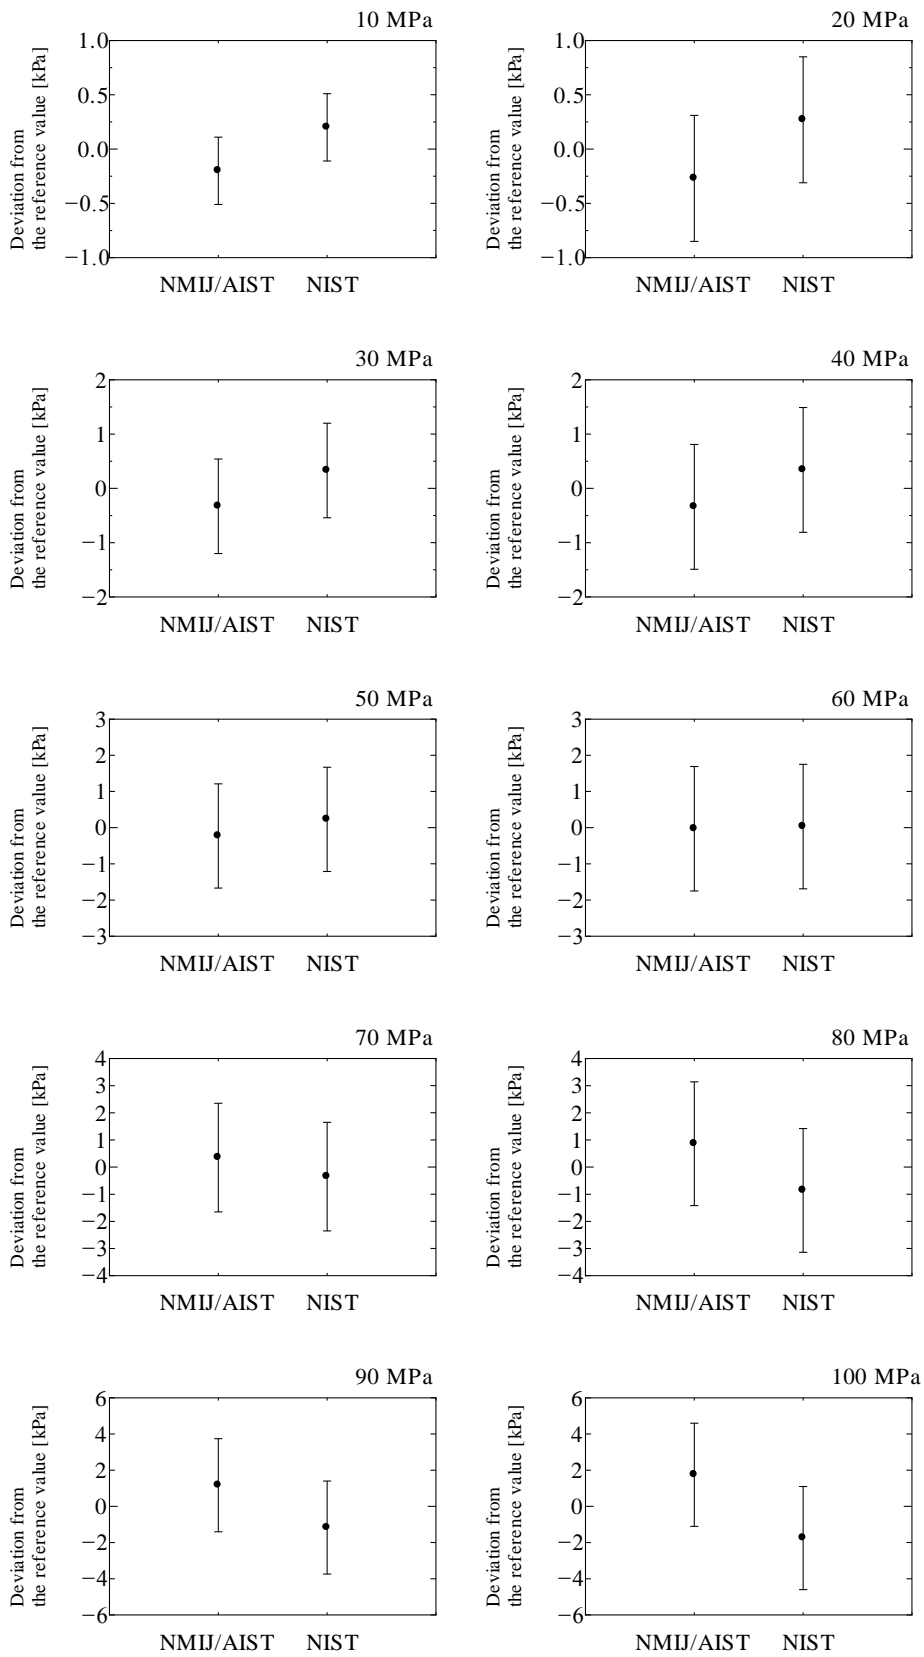 10 MPa
Deviation from
the reference value [kPa]
1.0
0.5
0.0
−0.5
−1.0
NMIJ/AIST NIST
20 MPa
Deviation from
the reference value [kPa]
1.0
0.5
0.0
−0.5
−1.0
NMIJ/AIST NIST
30 MPa
Deviation from
the reference value [kPa]
2
1
0
−1
−2
NMIJ/AIST NIST
40 MPa
Deviation from
the reference value [kPa]
2
1
0
−1
−2
NMIJ/AIST NIST
50 MPa
Deviation from
the reference value [kPa]
3
2
1
0
−1
−2
−3
NMIJ/AIST NIST
60 MPa
Deviation from
the reference value [kPa]
3
2
1
0
−1
−2
−3
NMIJ/AIST NIST
70 MPa
Deviation from
the reference value [kPa]
4
3
2
1
0
−1
−2
−3
−4
NMIJ/AIST NIST
80 MPa
Deviation from
the reference value [kPa]
4
3
2
1
0
−1
−2
−3
−4
NMIJ/AIST NIST
90 MPa
Deviation from
the reference value [kPa]
6
4
2
0
−2
−4
−6
NMIJ/AIST NIST
100 MPa
Deviation from
the reference value [kPa]
6
4
2
0
−2
−4
−6
NMIJ/AIST NIST